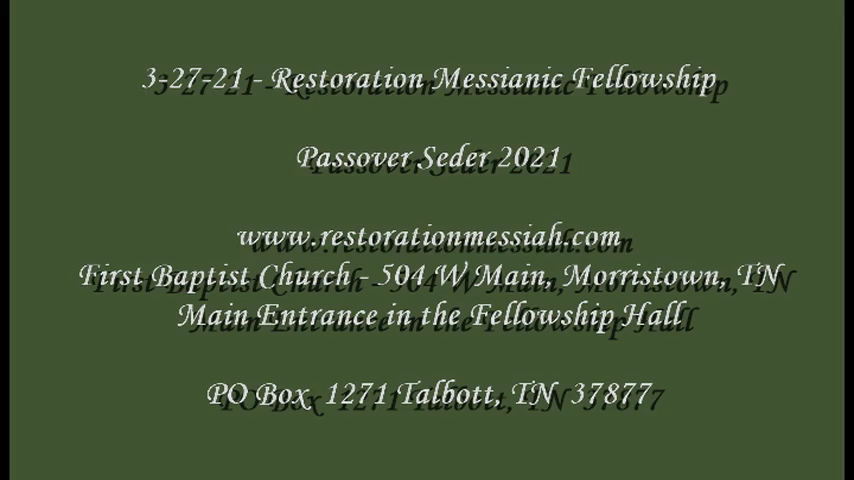 3-27-21 - Restoration Messianic Fellowship
Passover Seder 2021
www.restorationmessiah.com
First Baptist Church - 504 W Main, Morristown, TN
Main Entrance in the Fellowship Hall
PO Box 1271 Talbott, TN 37877